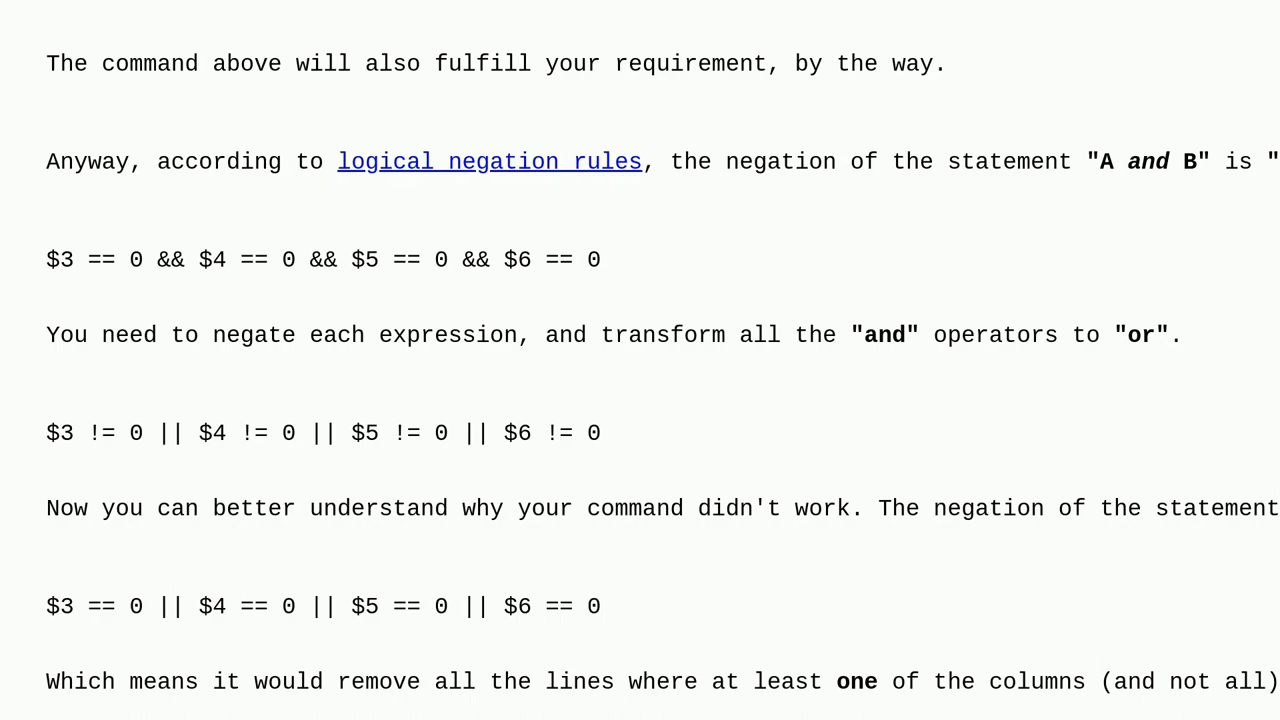 The command above will also fulfill your requirement, by the way.
Anyway, according to logical negation rules, the negation of the statement "A and B" is "
$3 == 0 && $4 == 0 && $5 == 0 && $6 == 0
You need to negate each expression, and transform all the "and" operators to "or".
$3 != 0 || $4 != 0 || $5 != 0 || $6 != 0
Now you can better understand why your command didn't work. The negation of the statement
$3 == 0 || $4 == 0 || $5 == 0 || $6 == 0
Which means it would remove all the lines where at least one of the columns (and not all)